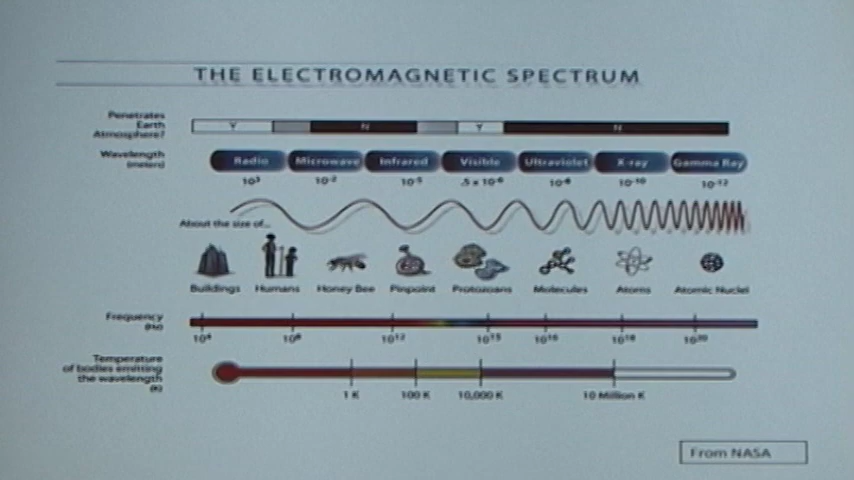 THE ELECTROMAGNETIC SPECTRUM
Penetrates
Earth
Atmosphere?
Y N Y N
Wavelength
(meters)
Radio Microwave Infrared Visible Ultraviolet X-ray Gamma Ray
10³ 10⁻² 10⁻⁵ .5 x 10⁻⁶ 10⁻⁸ 10⁻¹⁰ 10⁻¹²
About the size of...
Buildings Humans Honey Bee Pinpoint Protozoans Molecules Atoms Atomic Nuclei
Frequency
(Hz)
10⁴ 10⁸ 10¹² 10¹⁵ 10¹⁶ 10¹⁸ 10²⁰
Temperature
of bodies emitting
the wavelength
(K)
1 K 100 K 10,000 K 10 Million K
From NASA